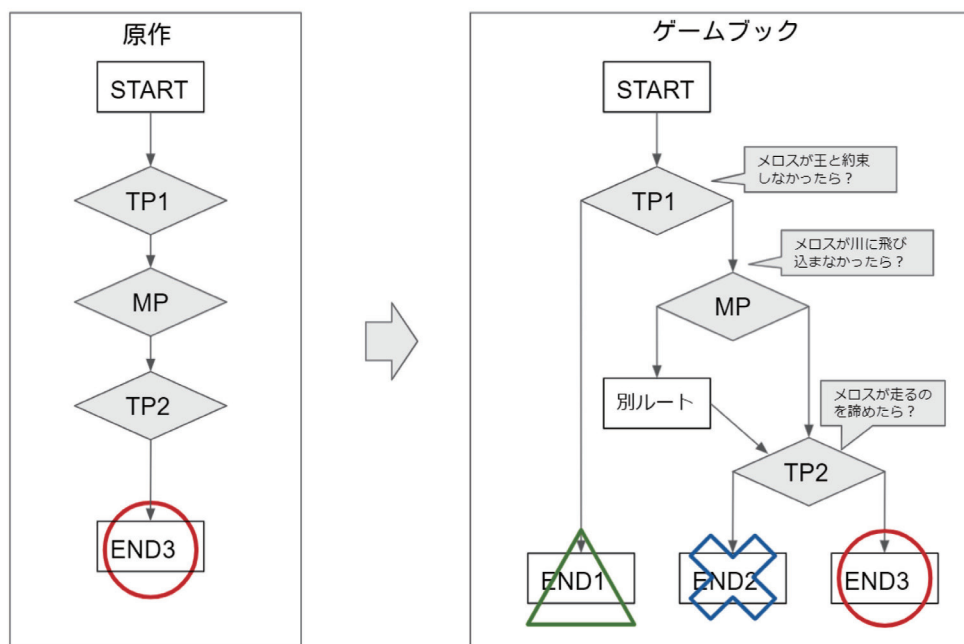 原作
START
TP1
MP
TP2
END3
ゲームブック
START
メロスが王と約束
しなかったら？
TP1
メロスが川に飛び
込まなかったら？
MP
別ルート
メロスが走るの
を諦めたら？
TP2
END1
END2
END3